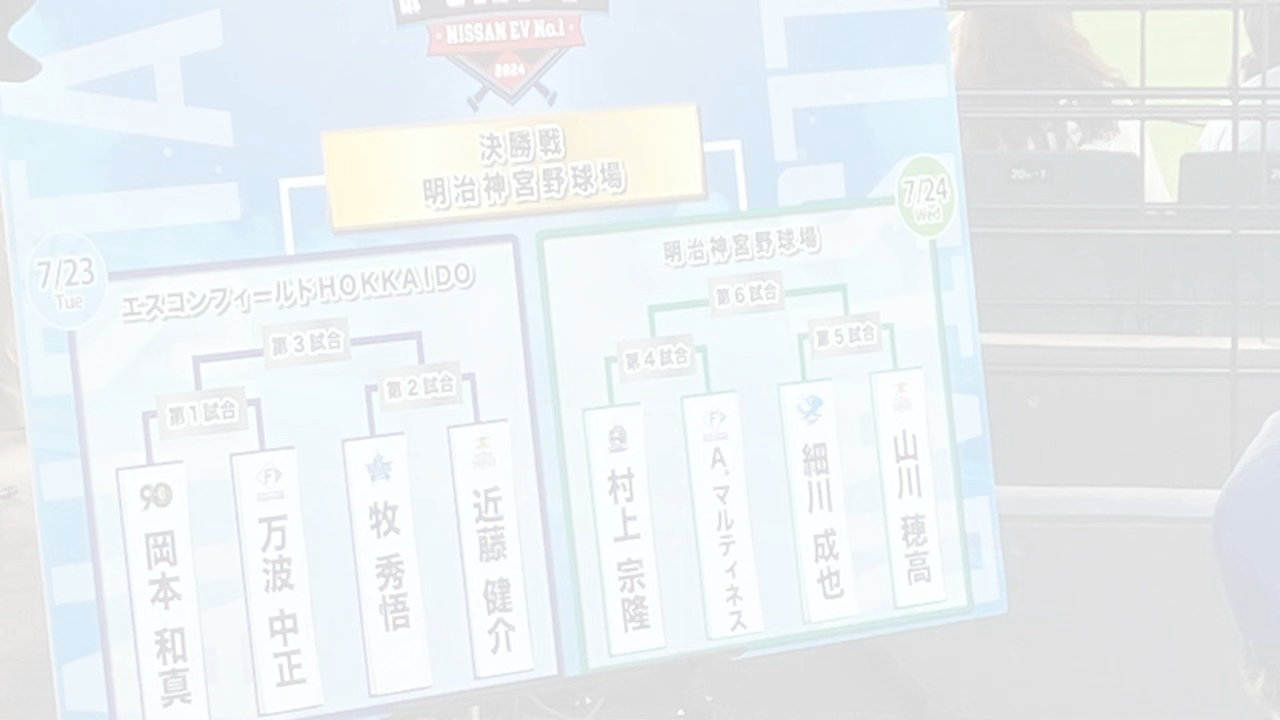 NISSAN EV No.1
2024
決勝戦
明治神宮野球場
7/23
Tue
エスコンフィールドHOKKAIDO
第3試合
第1試合
第2試合
90
岡本 和真
F
万波 中正
牧 秀悟
近藤 健介
7/24
Wed
明治神宮野球場
第6試合
第4試合
第5試合
村上 宗隆
F
A.マルティネス
細川 成也
山川 穂高